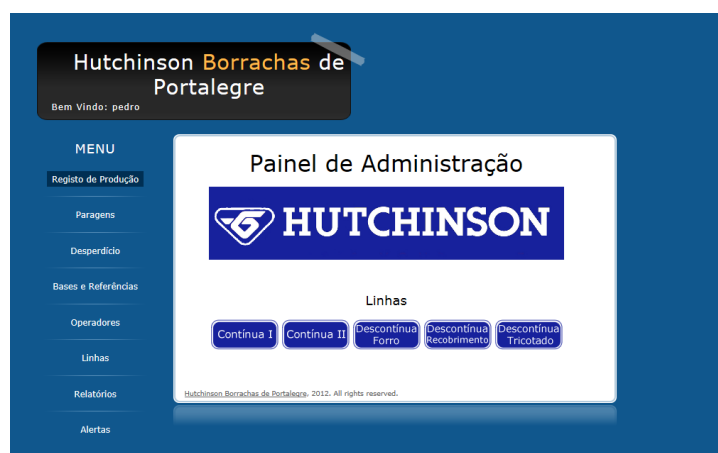 Hutchinson Borrachas de
Portalegre
Bem Vindo: pedro
MENU
Registo de Produção
Paragens
Desperdício
Bases e Referências
Operadores
Linhas
Relatórios
Alertas
Painel de Administração
HUTCHINSON
Linhas
Contínua I
Contínua II
Descontínua
Forro
Descontínua
Recobrimento
Descontínua
Tricotado
Hutchinson Borrachas de Portalegre. 2012. All rights reserved.